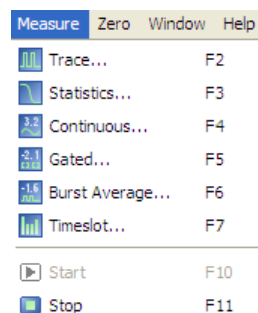 Measure Zero Window Help
Trace... F2
Statistics... F3
3.2 Continuous... F4
-2.1 Gated... F5
-1.6 Burst Average... F6
Timeslot... F7
Start F10
Stop F11